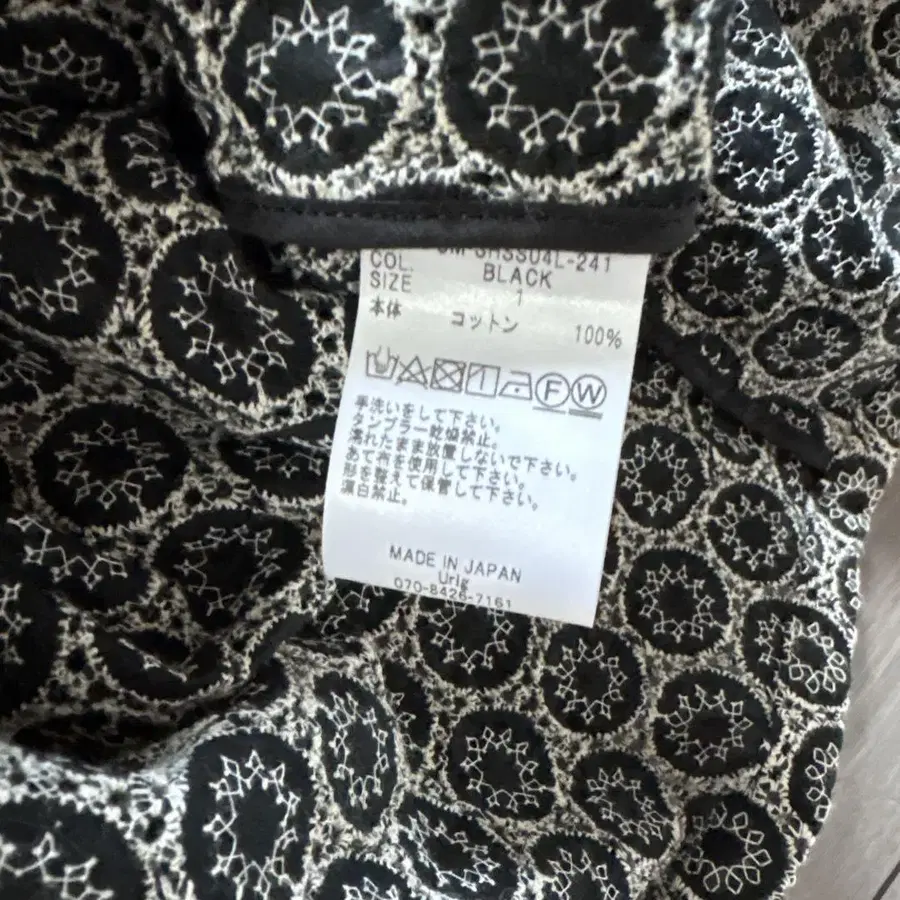 COL. BLACK
SIZE 1
本体 コットン 100%
F W
手洗いをして下さい。
タンブラー乾燥禁止。
濡れたまま放置しないで下さい。
あて布を使用して下さい。
形を整えて保管して下さい。
漂白禁止。
MADE IN JAPAN
Urig
070-8426-7161